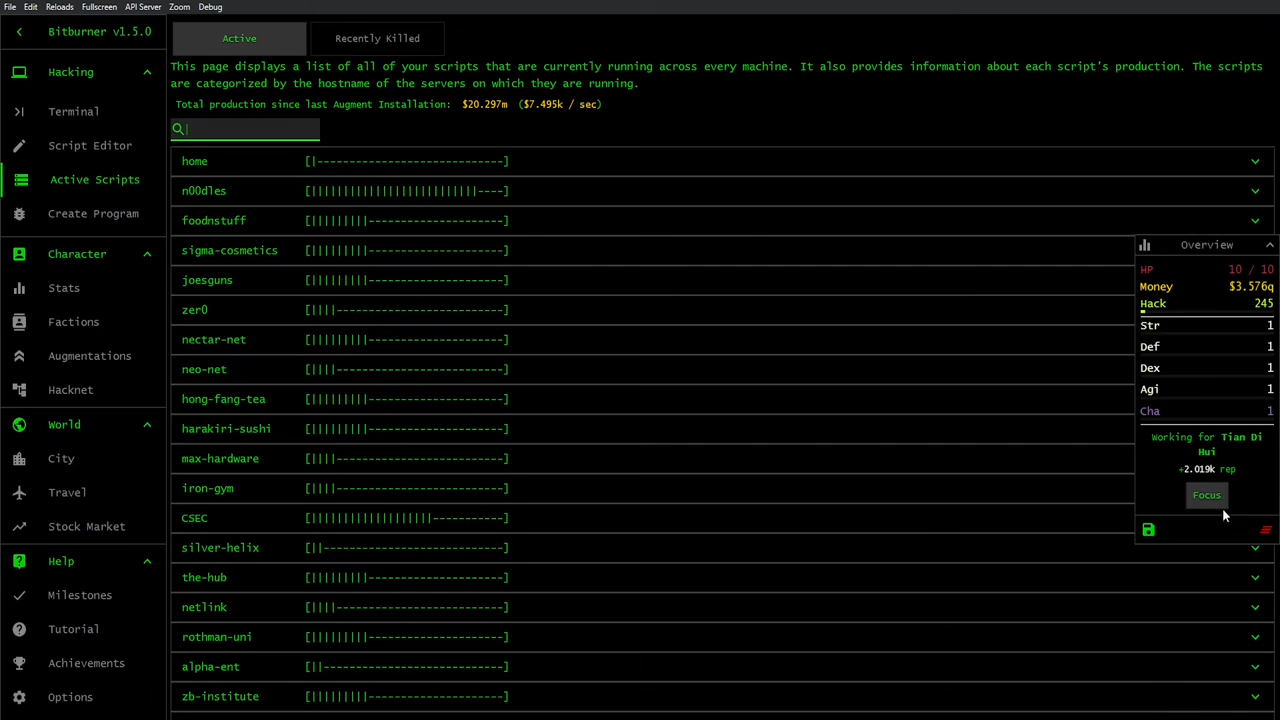 File Edit Reloads Fullscreen API Server Zoom Debug
Bitburner v1.5.0
Hacking
Terminal
Script Editor
Active Scripts
Create Program
Character
Stats
Factions
Augmentations
Hacknet
World
City
Travel
Stock Market
Help
Milestones
Tutorial
Achievements
Options
Active Recently Killed
This page displays a list of all of your scripts that are currently running across every machine. It also provides information about each script's production. The scripts
are categorized by the hostname of the servers on which they are running.
Total production since last Augment Installation: $20.297m ($7.495k / sec)
home [|-----------------------------]
n00dles [||||||||||||||||||||||||||----]
foodnstuff [|||||||||---------------------]
sigma-cosmetics [|||||||||---------------------]
joesguns [|||||||||---------------------]
zer0 [||||--------------------------]
nectar-net [|||||||||---------------------]
neo-net [||||--------------------------]
hong-fang-tea [|||||||||---------------------]
harakiri-sushi [|||||||||---------------------]
max-hardware [||||--------------------------]
iron-gym [||||--------------------------]
CSEC [|||||||||||||||||||-----------]
silver-helix [||----------------------------]
the-hub [|||||||||---------------------]
netlink [||||--------------------------]
rothman-uni [|||||||||---------------------]
alpha-ent [||----------------------------]
zb-institute [|||||||||---------------------]
Overview
HP 10 / 10
Money $3.576q
Hack 245
Str 1
Def 1
Dex 1
Agi 1
Cha 1
Working for Tian Di
Hui
+2.019k rep
Focus